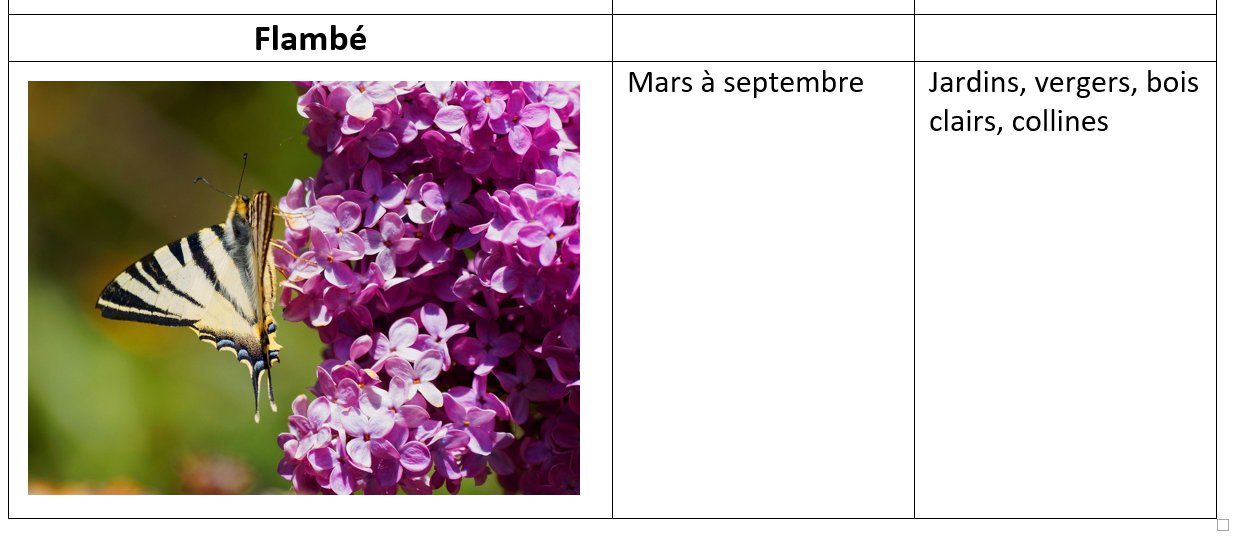 Flambé
Mars à septembre
Jardins, vergers, bois
clairs, collines